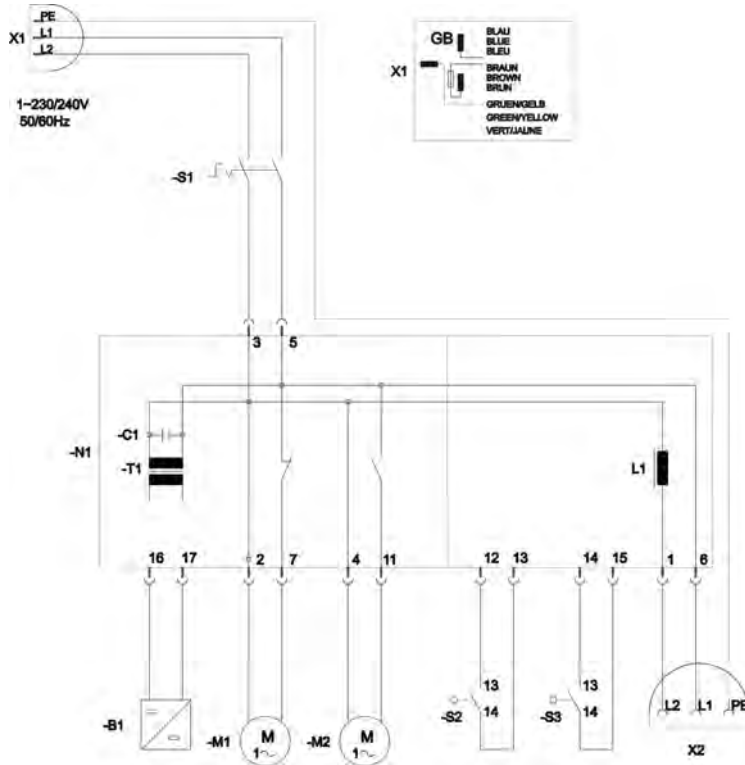 PE
X1 L1
L2
1~230/240V
50/60Hz
GB
BLAU
BLUE
BLEU
X1
BRAUN
BROWN
BRUN
GRUEN/GELB
GREEN/YELLOW
VERT/JAUNE
-S1
3 5
-C1
-N1
-T1
L1
16 17 2 7 4 11 12 13 14 15 1 6
13 13
-S2 14 -S3 14
L2 L1 PE
-B1 -M1 M 1~ -M2 M 1~
X2